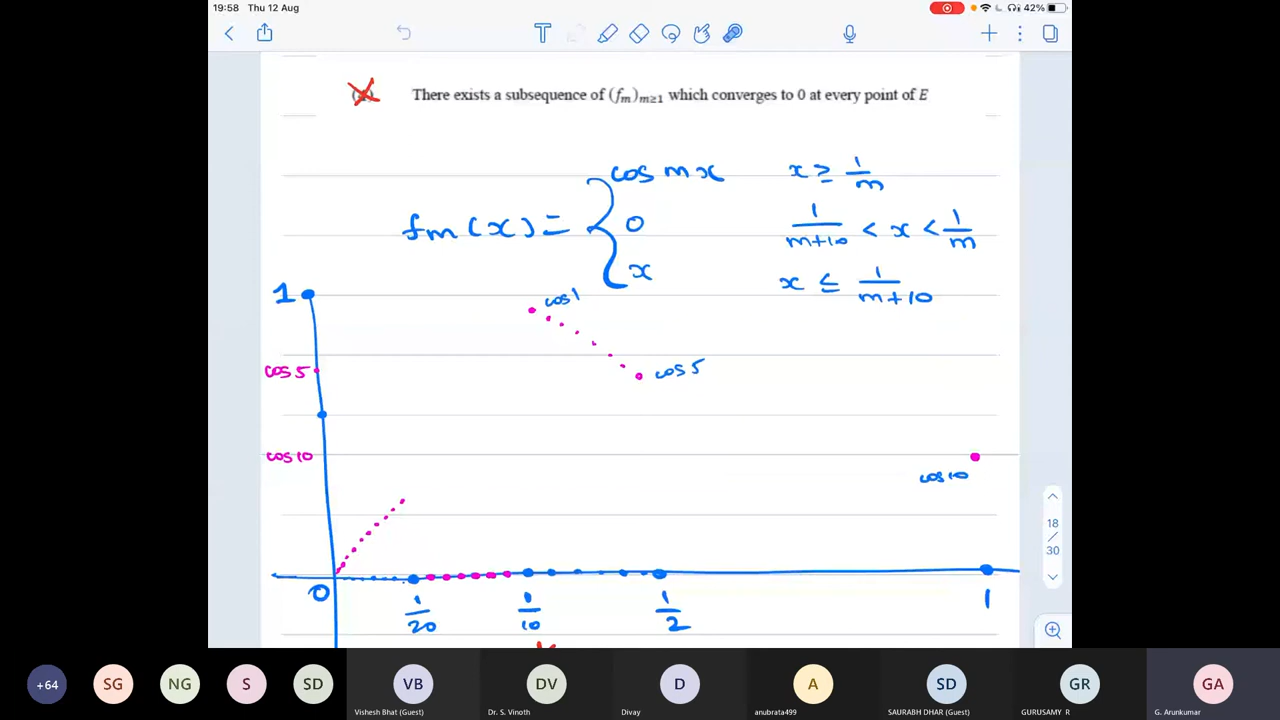 19:58 Thu 12 Aug 42%
T
There exists a subsequence of (fₘ)ₘ≥₁ which converges to 0 at every point of E
cos mx x ≥ 1/m
fm(x) = { 0 1/m+10 < x < 1/m
x x ≤ 1/m+10
1 cos 1
cos 5 cos 5
cos 10 cos 10
18
/
30
0 1/20 1/10 1/2 1
+64 SG NG S SD VB DV D A SD GR GA
Vishesh Bhat (Guest) Dr. S. Vinoth Divay anubrata499 SAURABH DHAR (Guest) GURUSAMY R G. Arunkumar